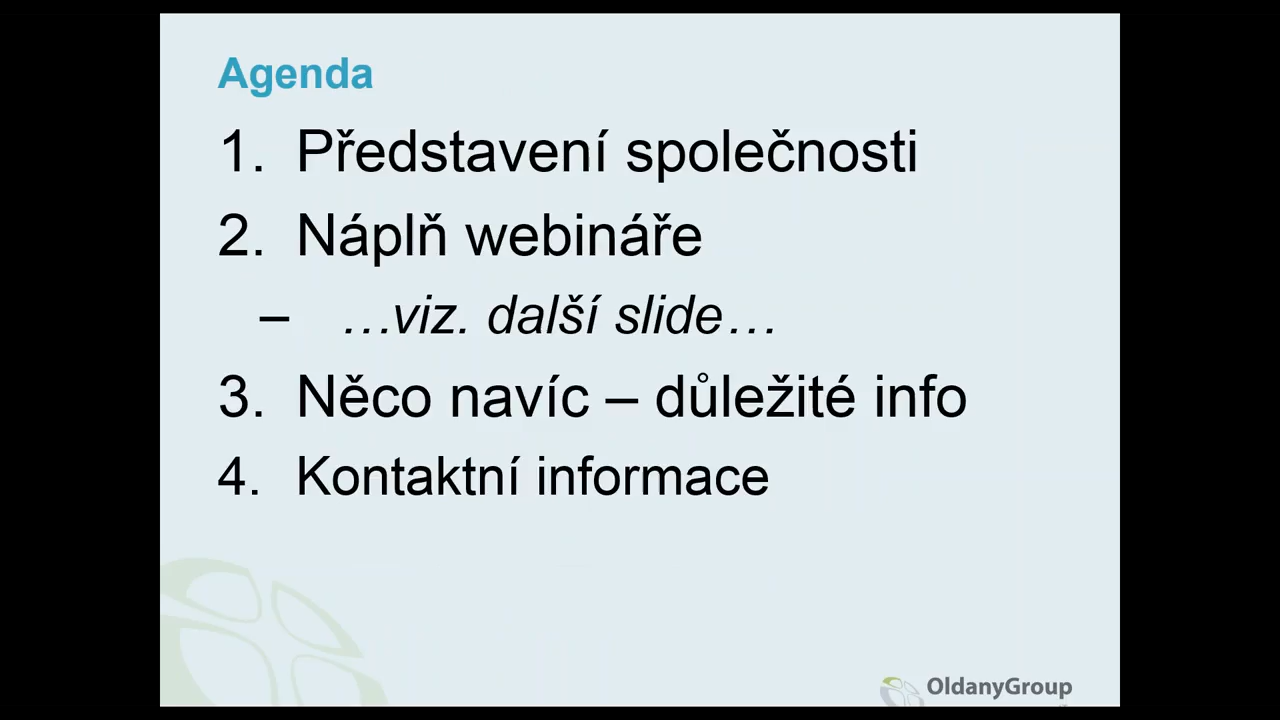 Agenda
1. Představení společnosti
2. Náplň webináře
– …viz. další slide…
3. Něco navíc – důležité info
4. Kontaktní informace
OldanyGroup